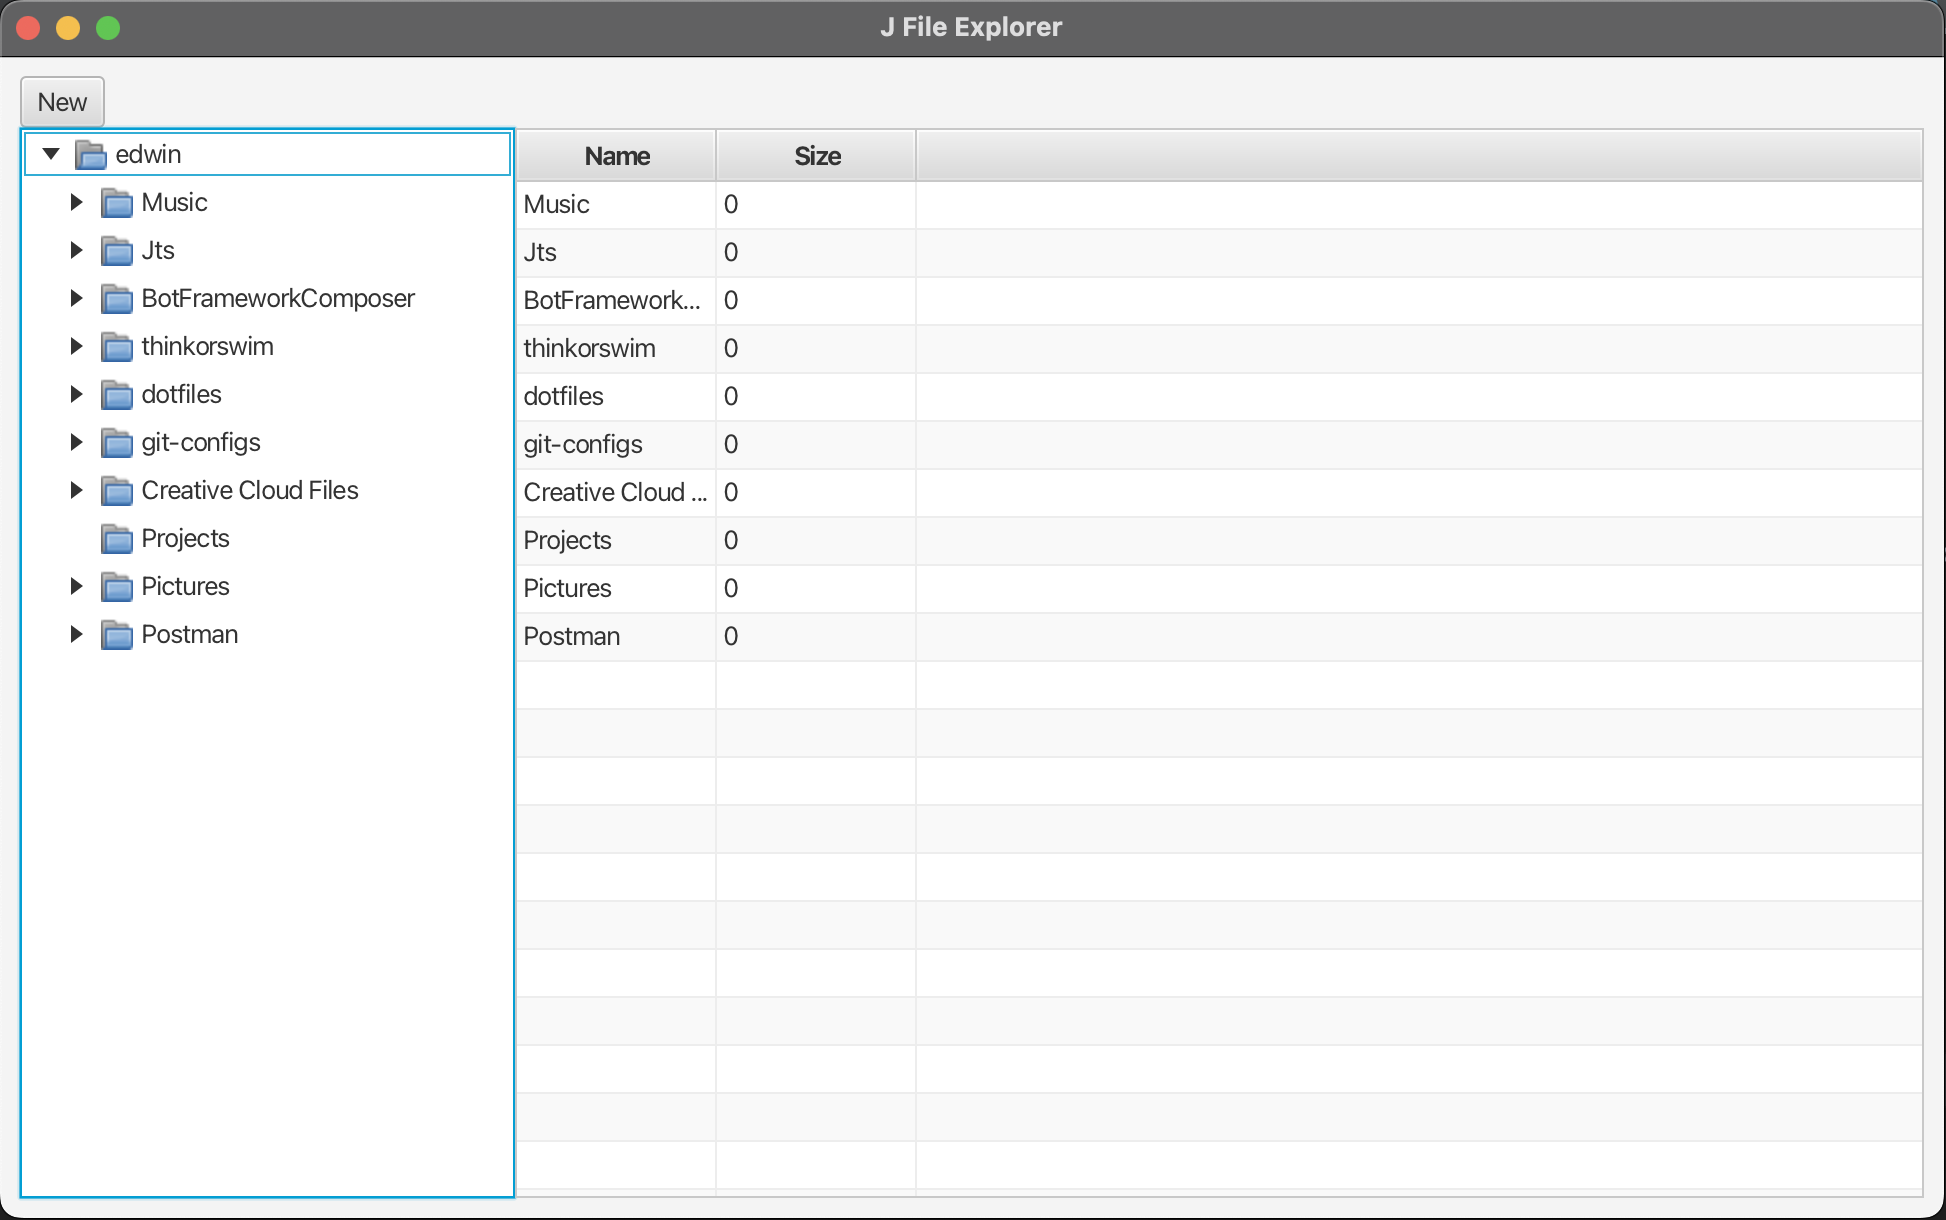 J File Explorer
New
edwin
Music
Jts
BotFrameworkComposer
thinkorswim
dotfiles
git-configs
Creative Cloud Files
Projects
Pictures
Postman
Name Size
Music 0
Jts 0
BotFramework... 0
thinkorswim 0
dotfiles 0
git-configs 0
Creative Cloud ... 0
Projects 0
Pictures 0
Postman 0